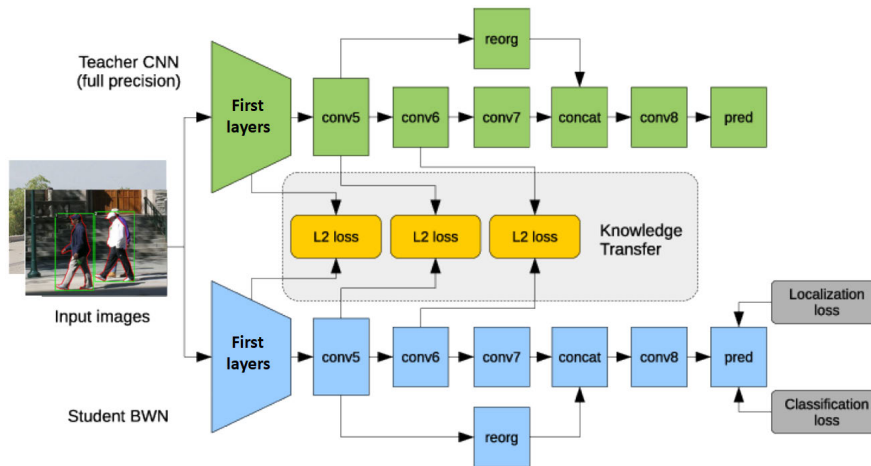 Teacher CNN
(full precision)
First
layers
reorg
conv5
conv6
conv7
concat
conv8
pred
L2 loss
L2 loss
L2 loss
Knowledge
Transfer
Input images
Student BWN
First
layers
conv5
conv6
conv7
concat
conv8
pred
reorg
Localization
loss
Classification
loss